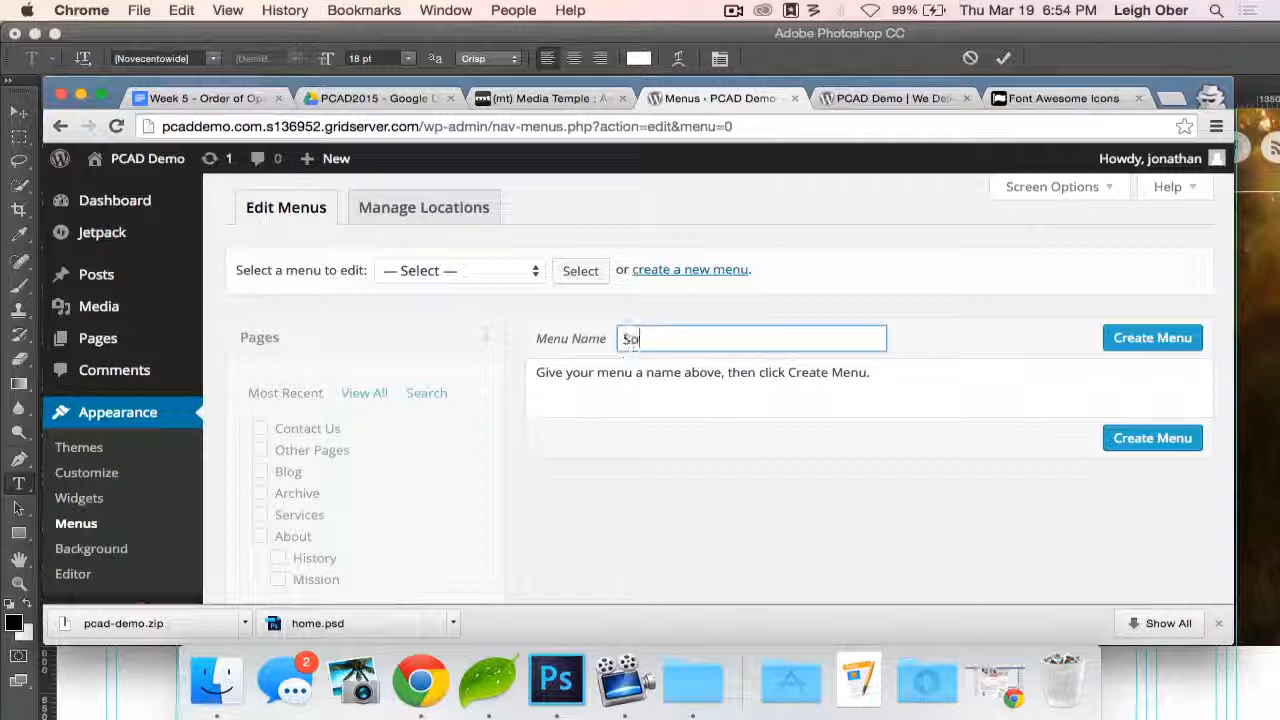 Chrome File Edit View History Bookmarks Window People Help 99% Thu Mar 19 6:54 PM Leigh Ober
Adobe Photoshop CC
[Novecentowide] 18 pt Crisp
Week 5 - Order of Op PCAD2015 - Google D (mt) Media Temple : A Menus ‹ PCAD Demo PCAD Demo | We Deli Font Awesome Icons
pcaddemo.com.s136952.gridserver.com/wp-admin/nav-menus.php?action=edit&menu=0
PCAD Demo 1 0 New Howdy, jonathan
Screen Options Help
Dashboard
Jetpack
Posts
Media
Pages
Comments
Appearance
Themes
Customize
Widgets
Menus
Background
Editor
Edit Menus Manage Locations
Select a menu to edit: — Select — Select or create a new menu.
Pages
Most Recent View All Search
Contact Us
Other Pages
Blog
Archive
Services
About
History
Mission
Menu Name So Create Menu
Give your menu a name above, then click Create Menu.
Create Menu
pcad-demo.zip home.psd Show All
2
Ps